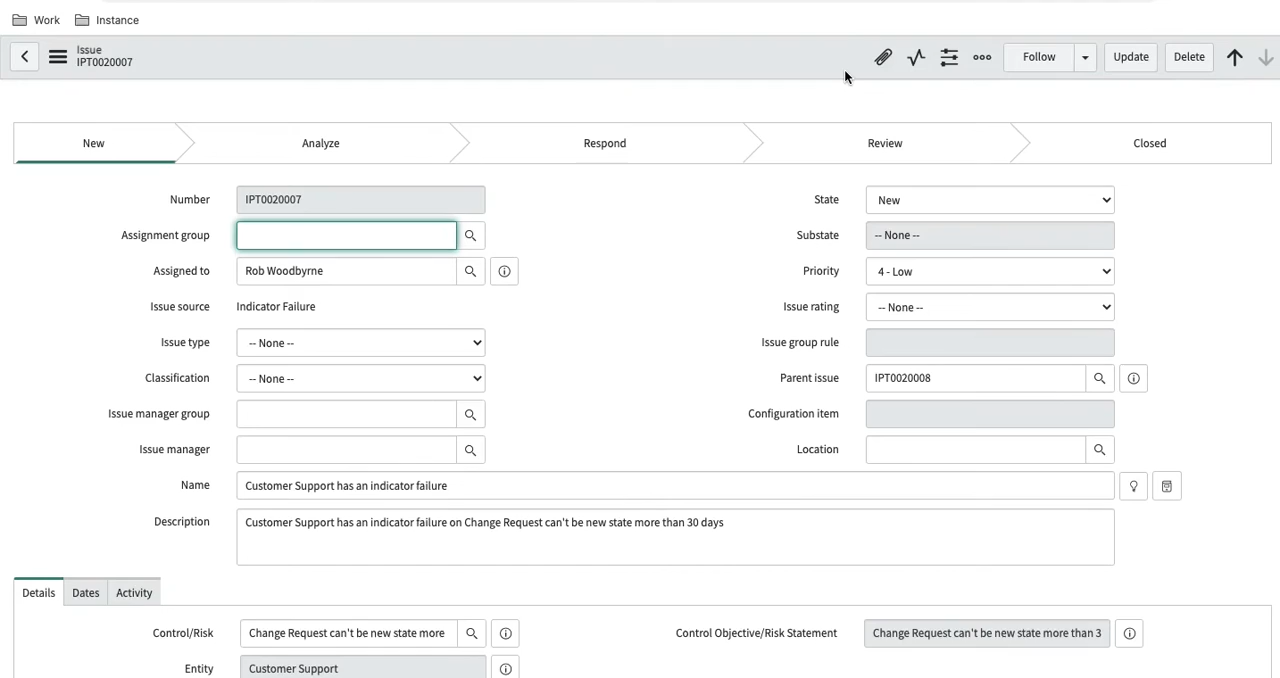 Work Instance
Issue
IPT0020007
Follow Update Delete
New Analyze Respond Review Closed
Number IPT0020007 State New
Assignment group Substate -- None --
Assigned to Rob Woodbyrne Priority 4 - Low
Issue source Indicator Failure Issue rating -- None --
Issue type -- None -- Issue group rule
Classification -- None -- Parent issue IPT0020008
Issue manager group Configuration item
Issue manager Location
Name Customer Support has an indicator failure
Description Customer Support has an indicator failure on Change Request can't be new state more than 30 days
Details Dates Activity
Control/Risk Change Request can't be new state more Control Objective/Risk Statement Change Request can't be new state more than 3
Entity Customer Support